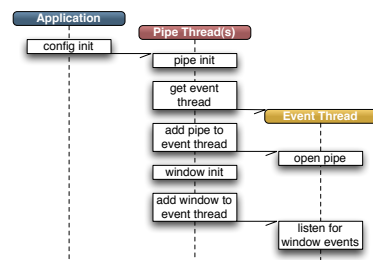 Application
Pipe Thread(s)
config init
pipe init
get event
thread
Event Thread
add pipe to
event thread
open pipe
window init
add window to
event thread
listen for
window events